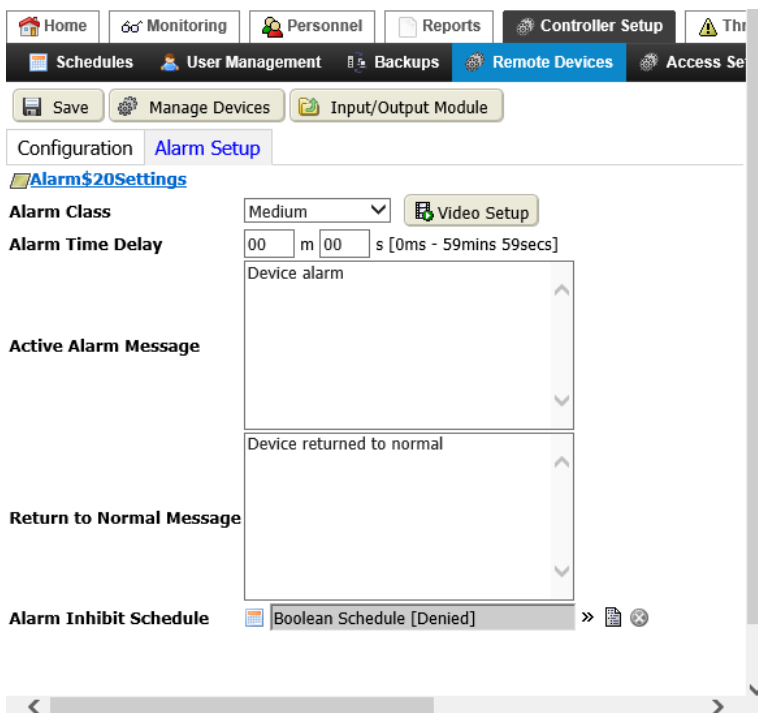 Home Monitoring Personnel Reports Controller Setup Thr
Schedules User Management Backups Remote Devices Access Se
Save Manage Devices Input/Output Module
Configuration Alarm Setup
Alarm$20Settings
Alarm Class Medium Video Setup
Alarm Time Delay 00 m 00 s [0ms - 59mins 59secs]
Device alarm
Active Alarm Message
Device returned to normal
Return to Normal Message
Alarm Inhibit Schedule Boolean Schedule [Denied] »